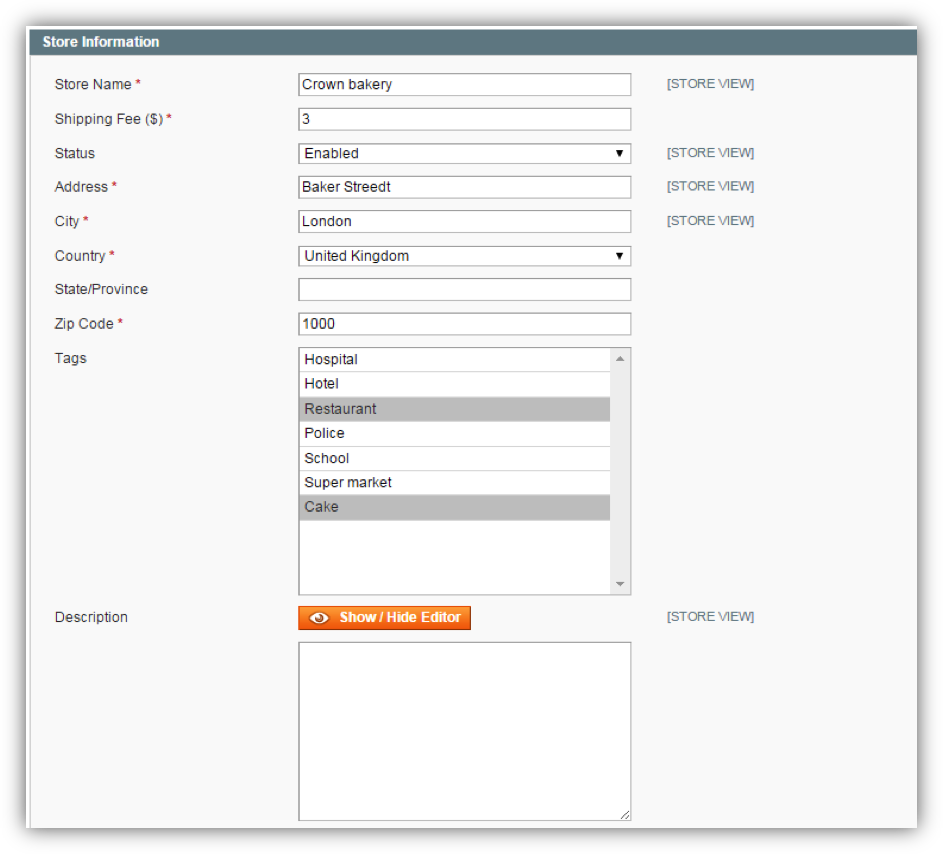 Store Information
Store Name * Crown bakery [STORE VIEW]
Shipping Fee ($) * 3
Status Enabled [STORE VIEW]
Address * Baker Streedt [STORE VIEW]
City * London [STORE VIEW]
Country * United Kingdom
State/Province
Zip Code * 1000
Tags Hospital
Hotel
Restaurant
Police
School
Super market
Cake
Description Show / Hide Editor [STORE VIEW]